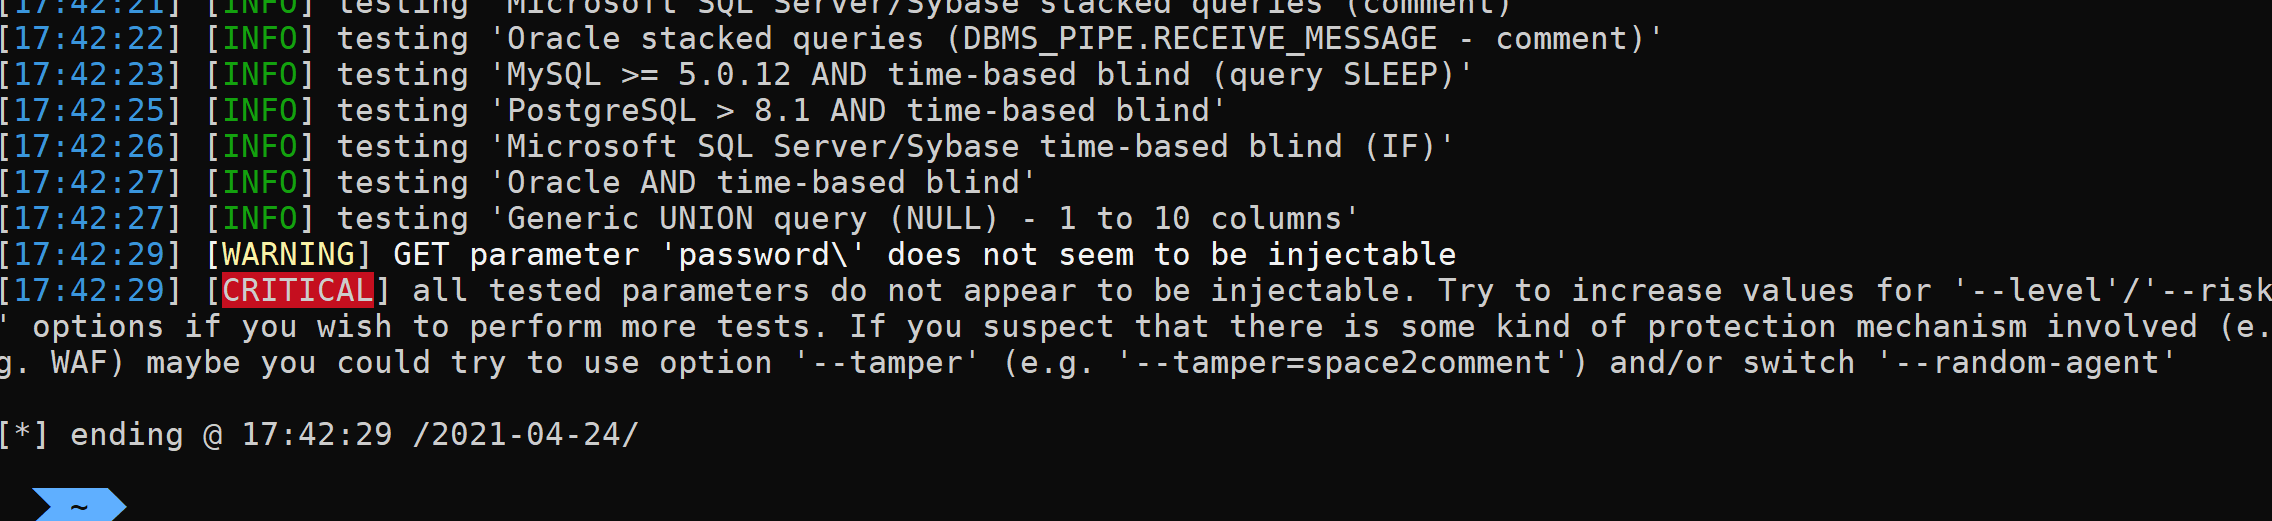 [17:42:21] [INFO] testing 'Microsoft SQL Server/Sybase stacked queries (comment)'
[17:42:22] [INFO] testing 'Oracle stacked queries (DBMS_PIPE.RECEIVE_MESSAGE - comment)'
[17:42:23] [INFO] testing 'MySQL >= 5.0.12 AND time-based blind (query SLEEP)'
[17:42:25] [INFO] testing 'PostgreSQL > 8.1 AND time-based blind'
[17:42:26] [INFO] testing 'Microsoft SQL Server/Sybase time-based blind (IF)'
[17:42:27] [INFO] testing 'Oracle AND time-based blind'
[17:42:27] [INFO] testing 'Generic UNION query (NULL) - 1 to 10 columns'
[17:42:29] [WARNING] GET parameter 'password\' does not seem to be injectable
[17:42:29] [CRITICAL] all tested parameters do not appear to be injectable. Try to increase values for '--level'/'--risk
' options if you wish to perform more tests. If you suspect that there is some kind of protection mechanism involved (e.
g. WAF) maybe you could try to use option '--tamper' (e.g. '--tamper=space2comment') and/or switch '--random-agent'
[*] ending @ 17:42:29 /2021-04-24/
~